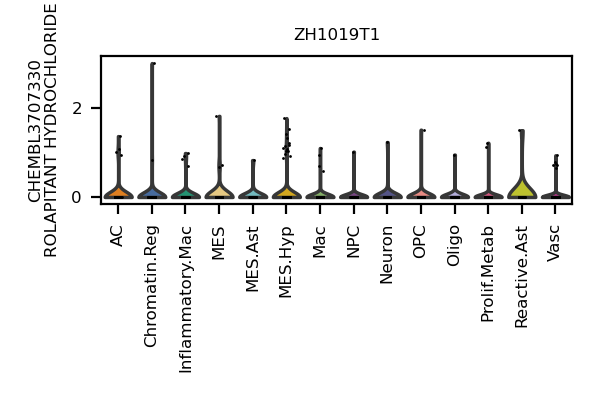 ZH1019T1
CHEMBL3707330
ROLAPITANT HYDROCHLORIDE
2
0
AC
Chromatin.Reg
Inflammatory.Mac
MES
MES.Ast
MES.Hyp
Mac
NPC
Neuron
OPC
Oligo
Prolif.Metab
Reactive.Ast
Vasc